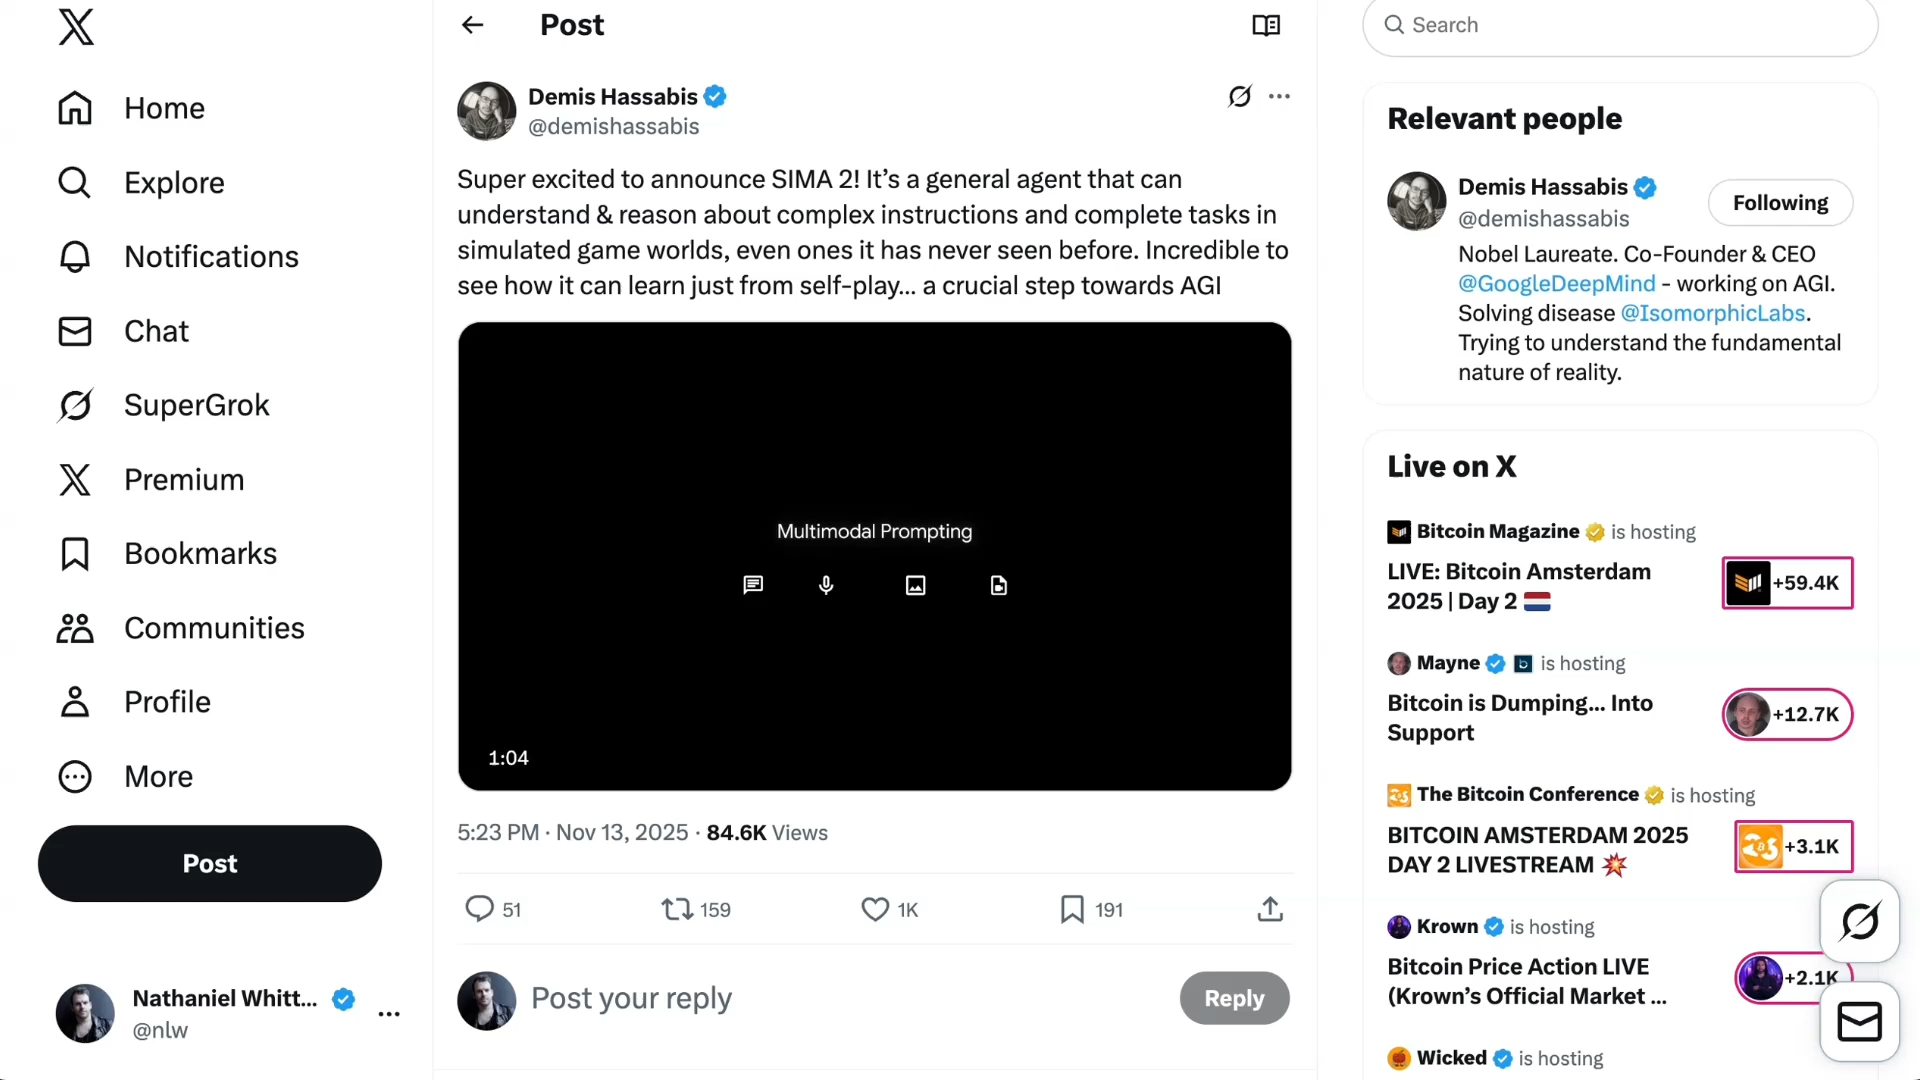 Home
Explore
Notifications
Chat
SuperGrok
Premium
Bookmarks
Communities
Profile
More
Post
Nathaniel Whitt...
@nlw
Post
Demis Hassabis
@demishassabis
Super excited to announce SIMA 2! It’s a general agent that can
understand & reason about complex instructions and complete tasks in
simulated game worlds, even ones it has never seen before. Incredible to
see how it can learn just from self-play... a crucial step towards AGI
Multimodal Prompting
1:04
5:23 PM · Nov 13, 2025 · 84.6K Views
51
159
1K
191
Post your reply
Reply
Search
Relevant people
Demis Hassabis
@demishassabis
Following
Nobel Laureate. Co-Founder & CEO
@GoogleDeepMind - working on AGI.
Solving disease @IsomorphicLabs.
Trying to understand the fundamental
nature of reality.
Live on X
Bitcoin Magazine is hosting
LIVE: Bitcoin Amsterdam
2025 | Day 2
+59.4K
Mayne is hosting
Bitcoin is Dumping... Into
Support
+12.7K
The Bitcoin Conference is hosting
BITCOIN AMSTERDAM 2025
DAY 2 LIVESTREAM
+3.1K
Krown is hosting
Bitcoin Price Action LIVE
(Krown’s Official Market ...
+2.1K
Wicked is hosting